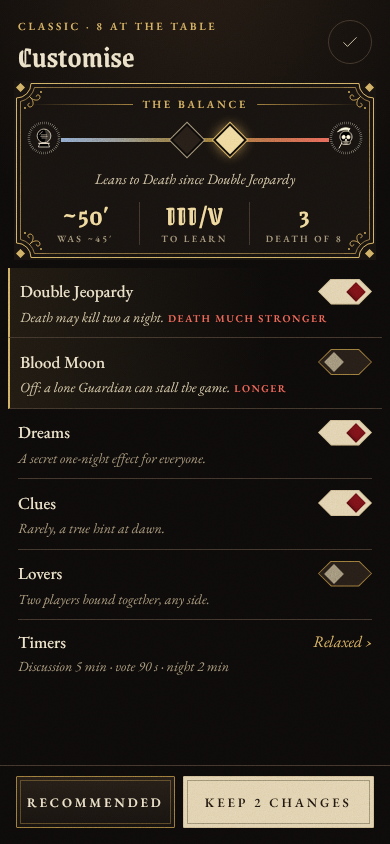 CLASSIC · 8 AT THE TABLE
Customise
THE BALANCE
Leans to Death since Double Jeopardy
~50′ III/V 3
WAS ~45′ TO LEARN DEATH OF 8
Double Jeopardy
Death may kill two a night. DEATH MUCH STRONGER
Blood Moon
Off: a lone Guardian can stall the game. LONGER
Dreams
A secret one-night effect for everyone.
Clues
Rarely, a true hint at dawn.
Lovers
Two players bound together, any side.
Timers Relaxed ›
Discussion 5 min · vote 90 s · night 2 min
RECOMMENDED KEEP 2 CHANGES